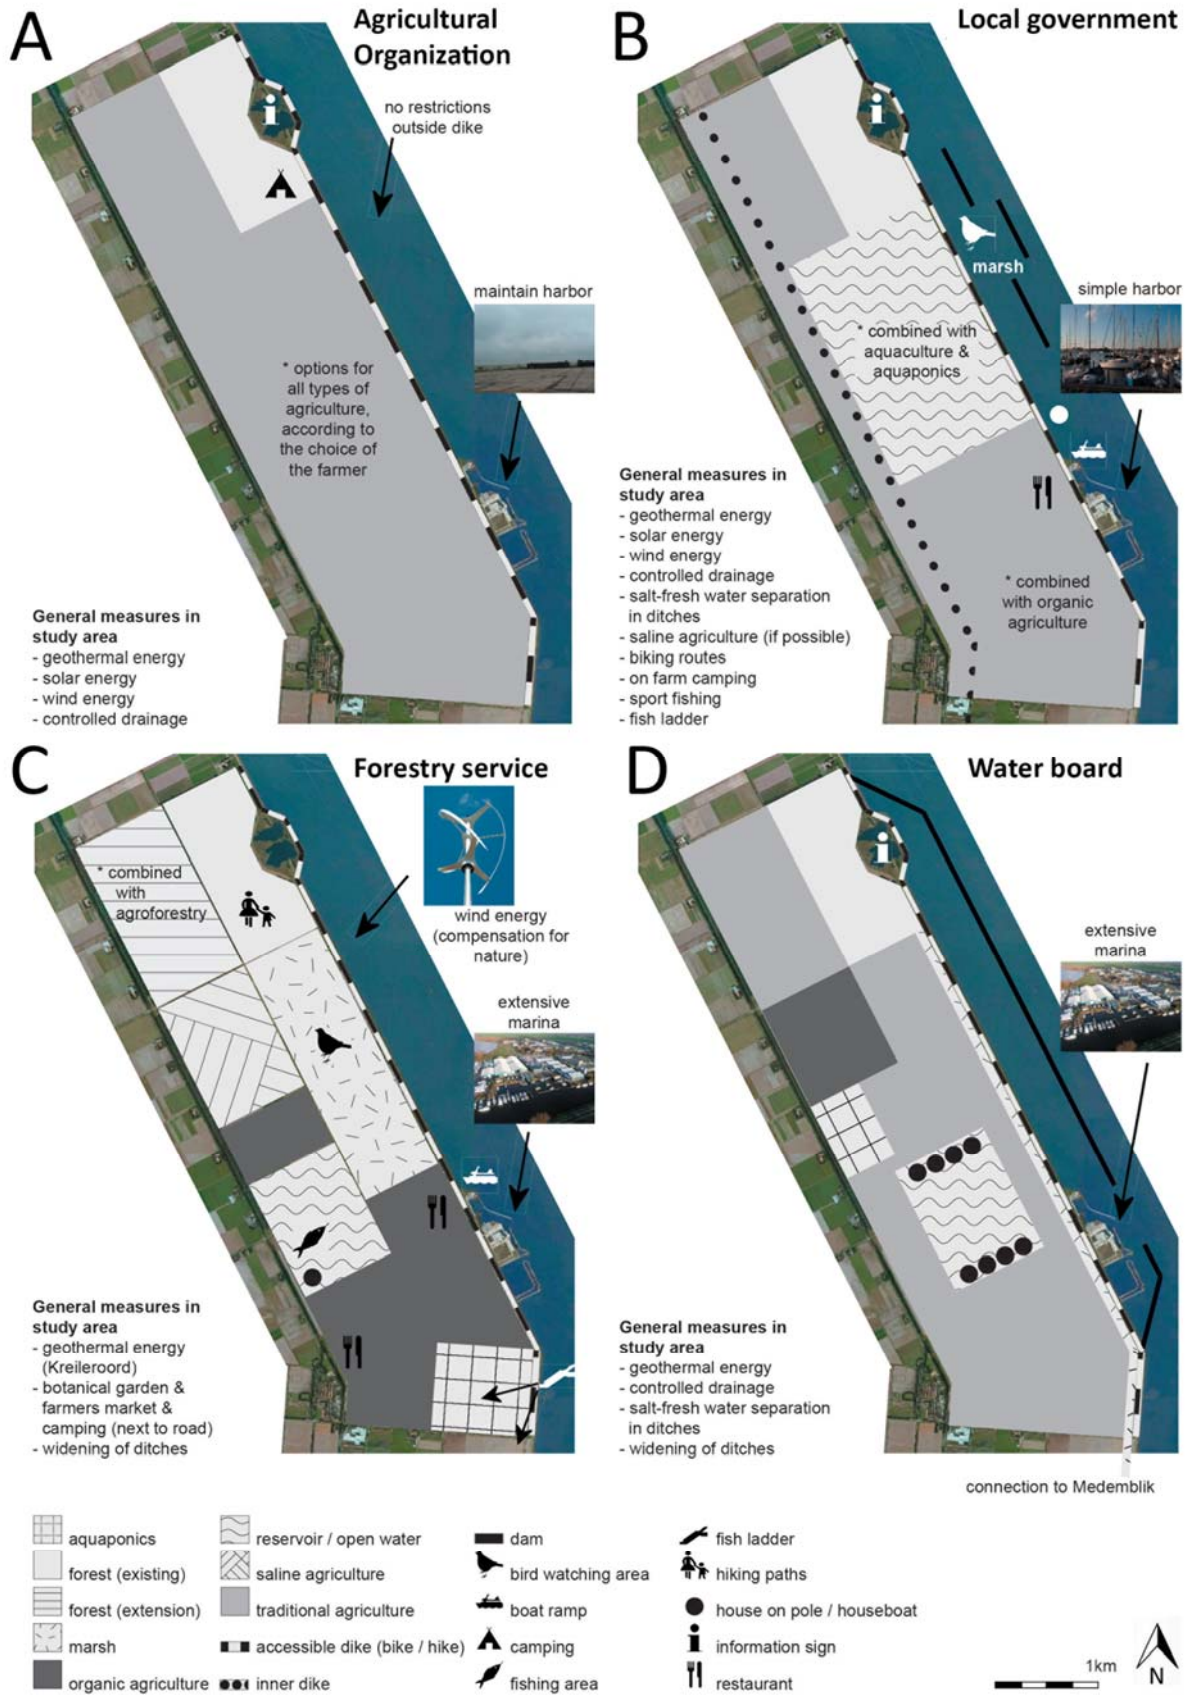 A
Agricultural
Organization
no restrictions
outside dike
maintain harbor
* options for
all types of
agriculture,
according to
the choice of
the farmer
General measures in
study area
- geothermal energy
- solar energy
- wind energy
- controlled drainage
B
Local government
marsh
simple harbor
* combined with
aquaculture &
aquaponics
General measures in
study area
- geothermal energy
- solar energy
- wind energy
- controlled drainage
- salt-fresh water separation
in ditches
- saline agriculture (if possible)
- biking routes
- on farm camping
- sport fishing
- fish ladder
* combined
with organic
agriculture
C
Forestry service
* combined
with
agroforestry
wind energy
(compensation for
nature)
extensive
marina
General measures in
study area
- geothermal energy
(Kreileroord)
- botanical garden &
farmers market &
camping (next to road)
- widening of ditches
D
Water board
extensive
marina
General measures in
study area
- geothermal energy
- controlled drainage
- salt-fresh water separation
in ditches
- widening of ditches
connection to Medemblik
aquaponics
forest (existing)
forest (extension)
marsh
organic agriculture
reservoir / open water
saline agriculture
traditional agriculture
accessible dike (bike / hike)
inner dike
dam
bird watching area
boat ramp
camping
fishing area
fish ladder
hiking paths
house on pole / houseboat
information sign
restaurant
1km
N